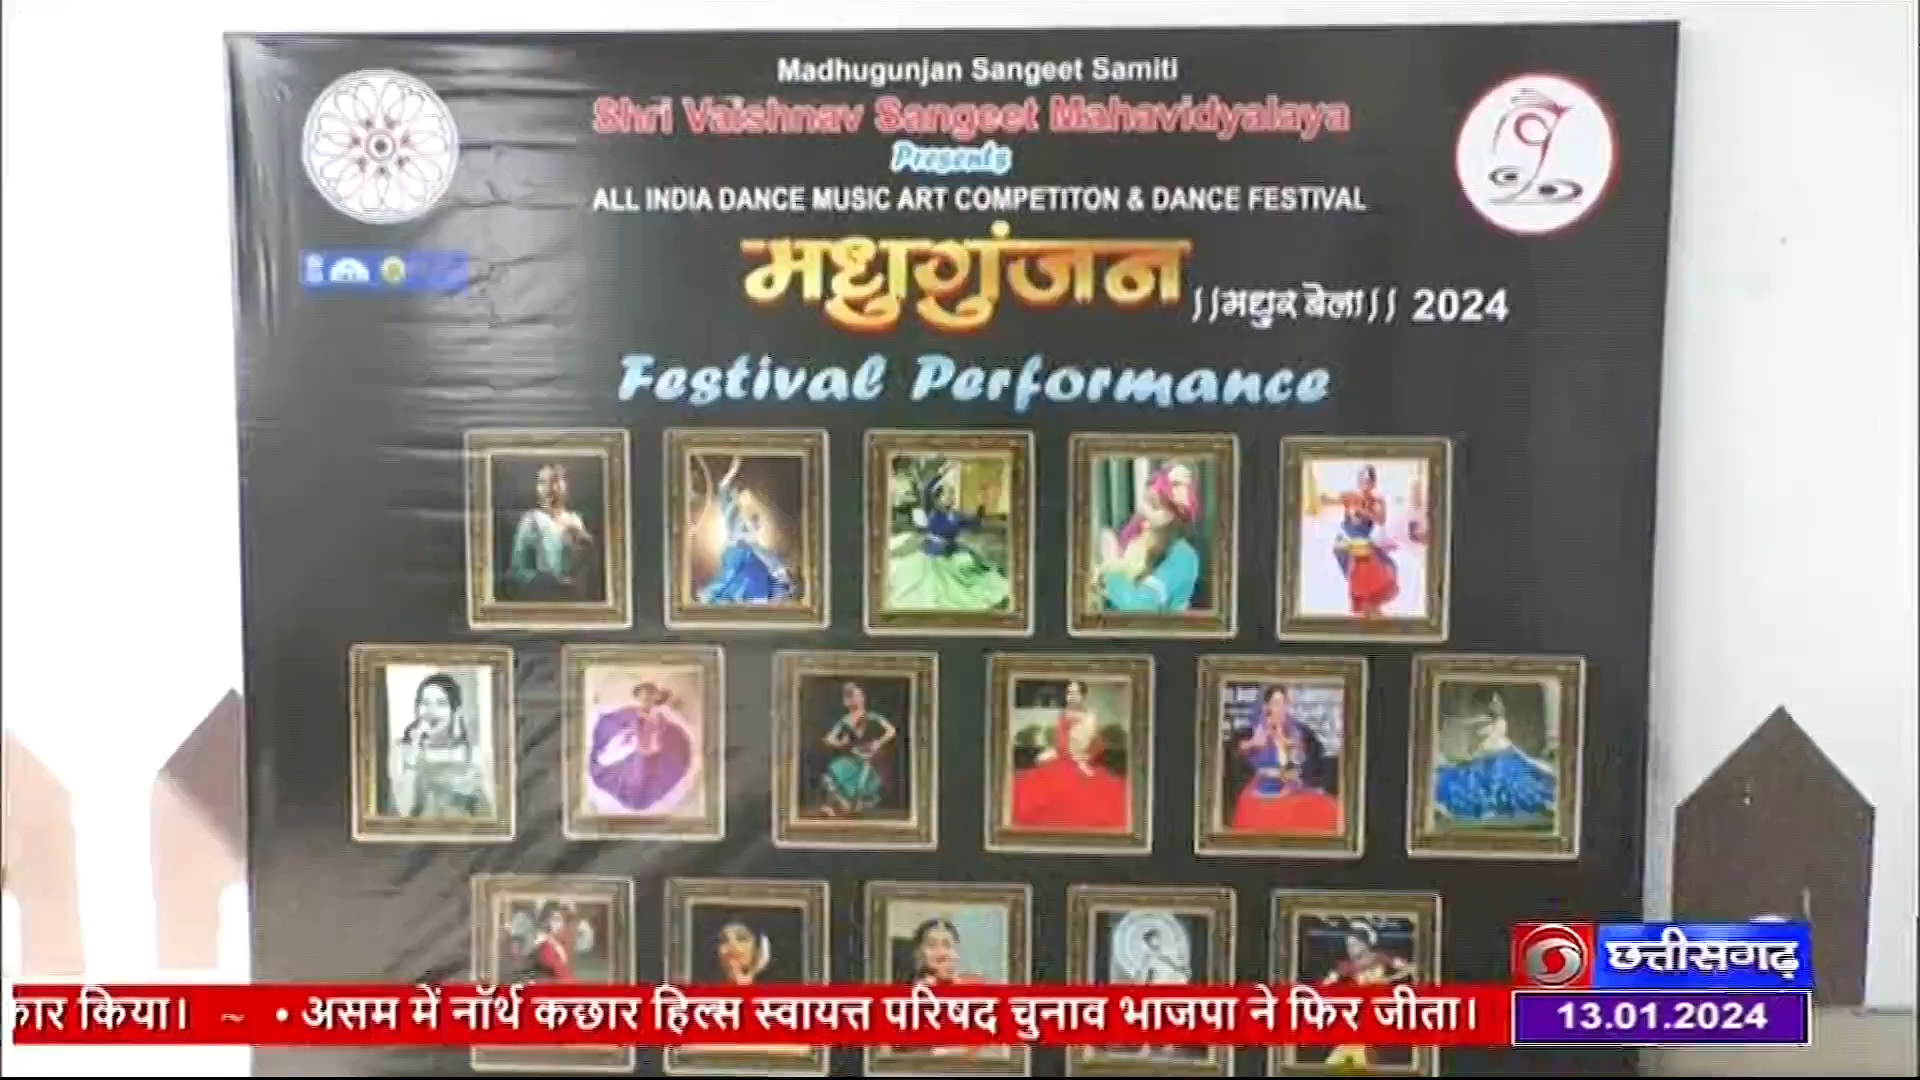 Madhugunjan Sangeet Samiti
Shri Vaishnav Sangeet Mahavidyalaya
Presents
ALL INDIA DANCE MUSIC ART COMPETITON & DANCE FESTIVAL
मधुगुंजन
||मधुर बेला|| 2024
Festival Performance
छत्तीसगढ़
कार किया। ~ • असम में नॉर्थ कछार हिल्स स्वायत्त परिषद चुनाव भाजपा ने फिर जीता।
13.01.2024